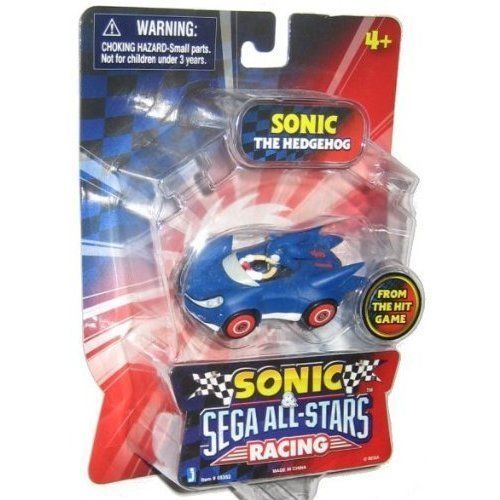 WARNING:
CHOKING HAZARD-Small parts.
Not for children under 3 years.
4+
SONIC
THE HEDGEHOG
FROM
THE HIT
GAME
SONIC
&
SEGA ALL-STARS
RACING
TM
© SEGA
MADE IN CHINA